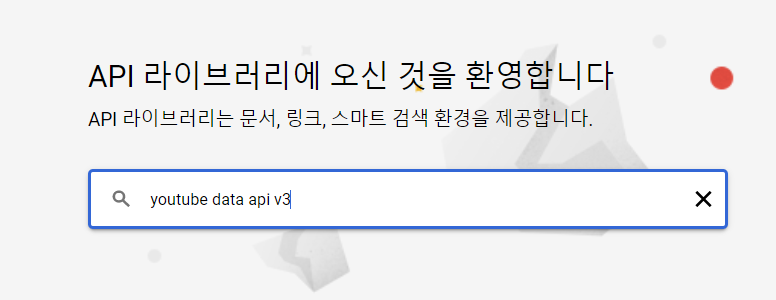 API 라이브러리에 오신 것을 환영합니다
API 라이브러리는 문서, 링크, 스마트 검색 환경을 제공합니다.
youtube data api v3